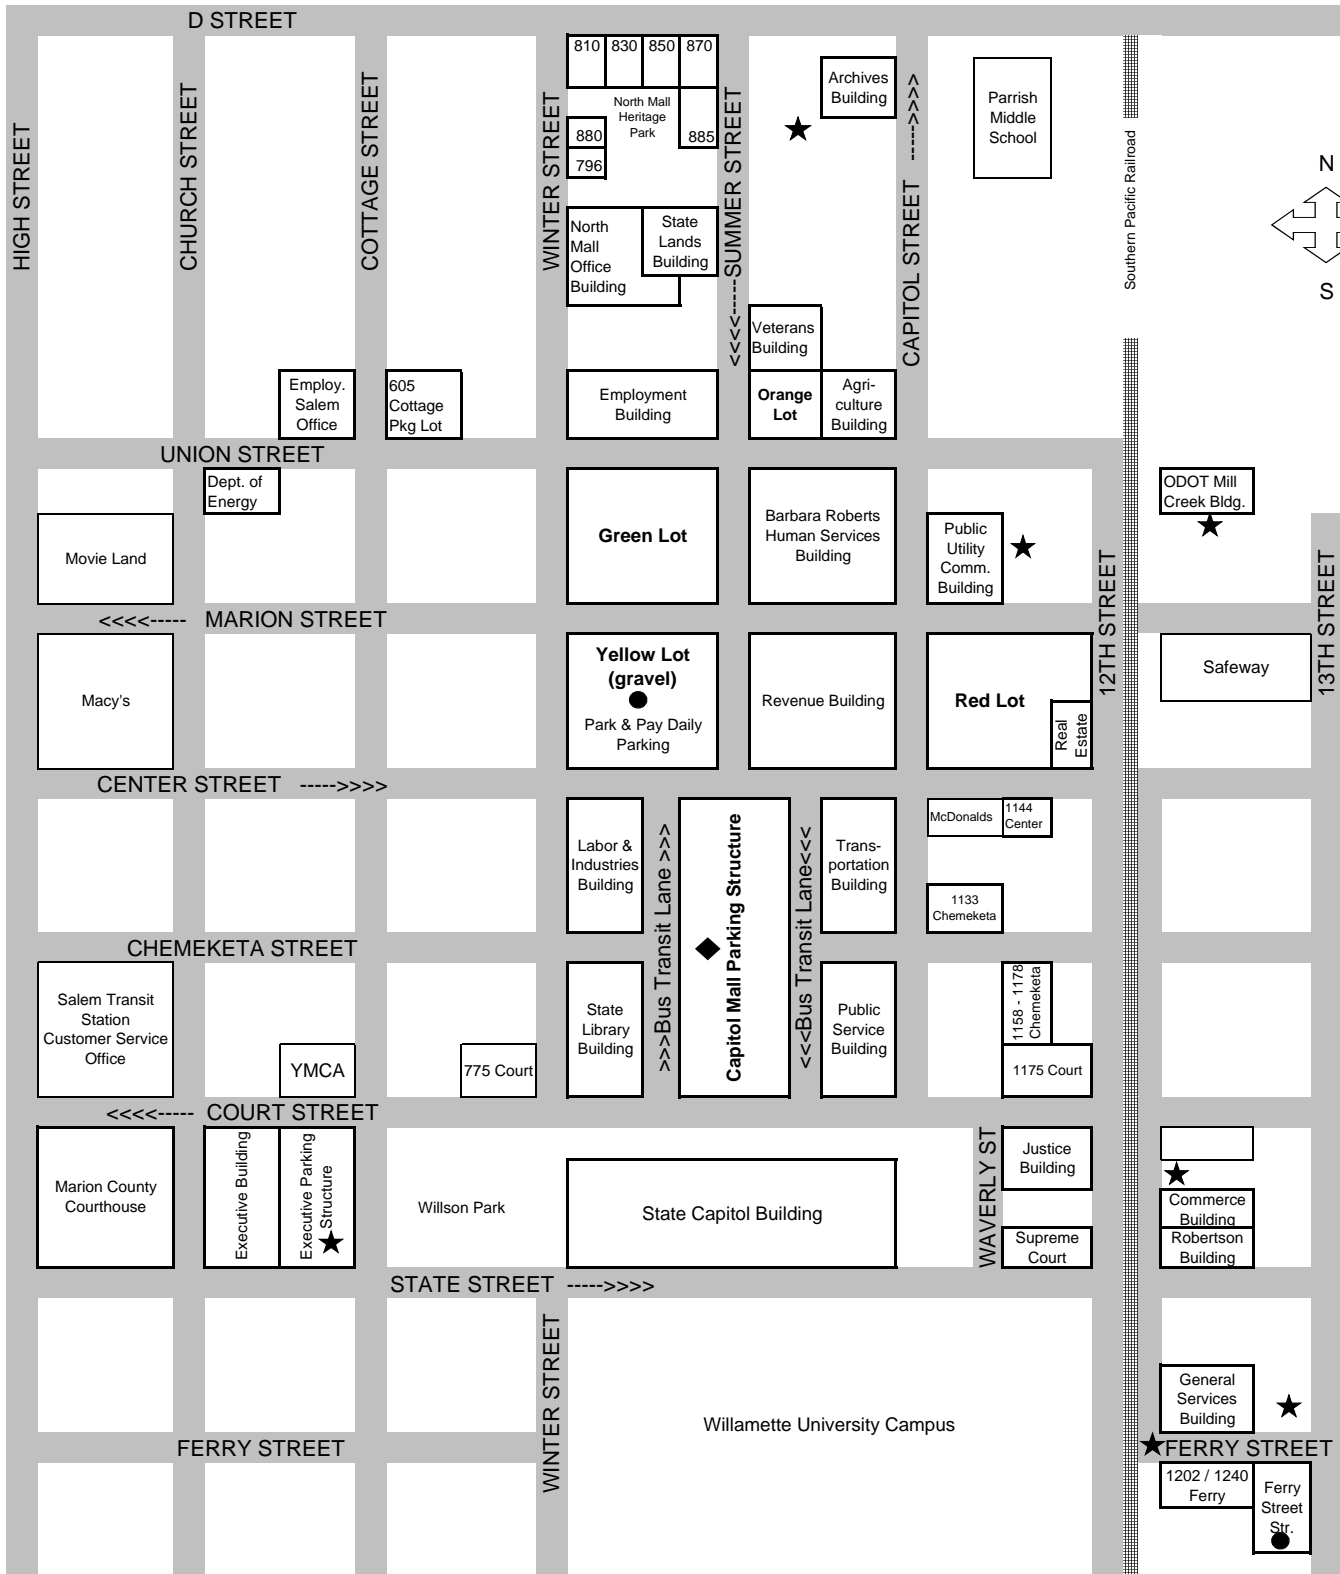 D STREET
HIGH STREET
CHURCH STREET
COTTAGE STREET
WINTER STREET
810 830 850 870
North Mall
Heritage
Park
880
885
796
<<<<-----SUMMER STREET
Archives
Building
CAPITOL STREET ----->>>>
Parrish
Middle
School
Southern Pacific Railroad
N
S
North
Mall
Office
Building
State
Lands
Building
Veterans
Building
Employ.
Salem
Office
605
Cottage
Pkg Lot
Employment
Building
Orange
Lot
Agri-
culture
Building
UNION STREET
Dept. of
Energy
Movie Land
Green Lot
Barbara Roberts
Human Services
Building
Public
Utility
Comm.
Building
12TH STREET
ODOT Mill
Creek Bldg.
13TH STREET
<<<<----- MARION STREET
Macy's
Yellow Lot
(gravel)
Park & Pay Daily
Parking
Revenue Building
Red Lot
Real
Estate
Safeway
CENTER STREET ----->>>>
Labor &
Industries
Building
>>>Bus Transit Lane >>>
Capitol Mall Parking Structure
<<<Bus Transit Lane<<<
Trans-
portation
Building
McDonalds
1144
Center
1133
Chemeketa
CHEMEKETA STREET
Salem Transit
Station
Customer Service
Office
YMCA
775 Court
State
Library
Building
Public
Service
Building
1158 - 1178
Chemeketa
1175 Court
<<<<----- COURT STREET
Marion County
Courthouse
Executive Building
Executive Parking
Structure
Willson Park
State Capitol Building
WAVERLY ST
Justice
Building
Supreme
Court
Commerce
Building
Robertson
Building
STATE STREET ----->>>>
WINTER STREET
Willamette University Campus
General
Services
Building
FERRY STREET
FERRY STREET
1202 / 1240
Ferry
Ferry
Street
Str.